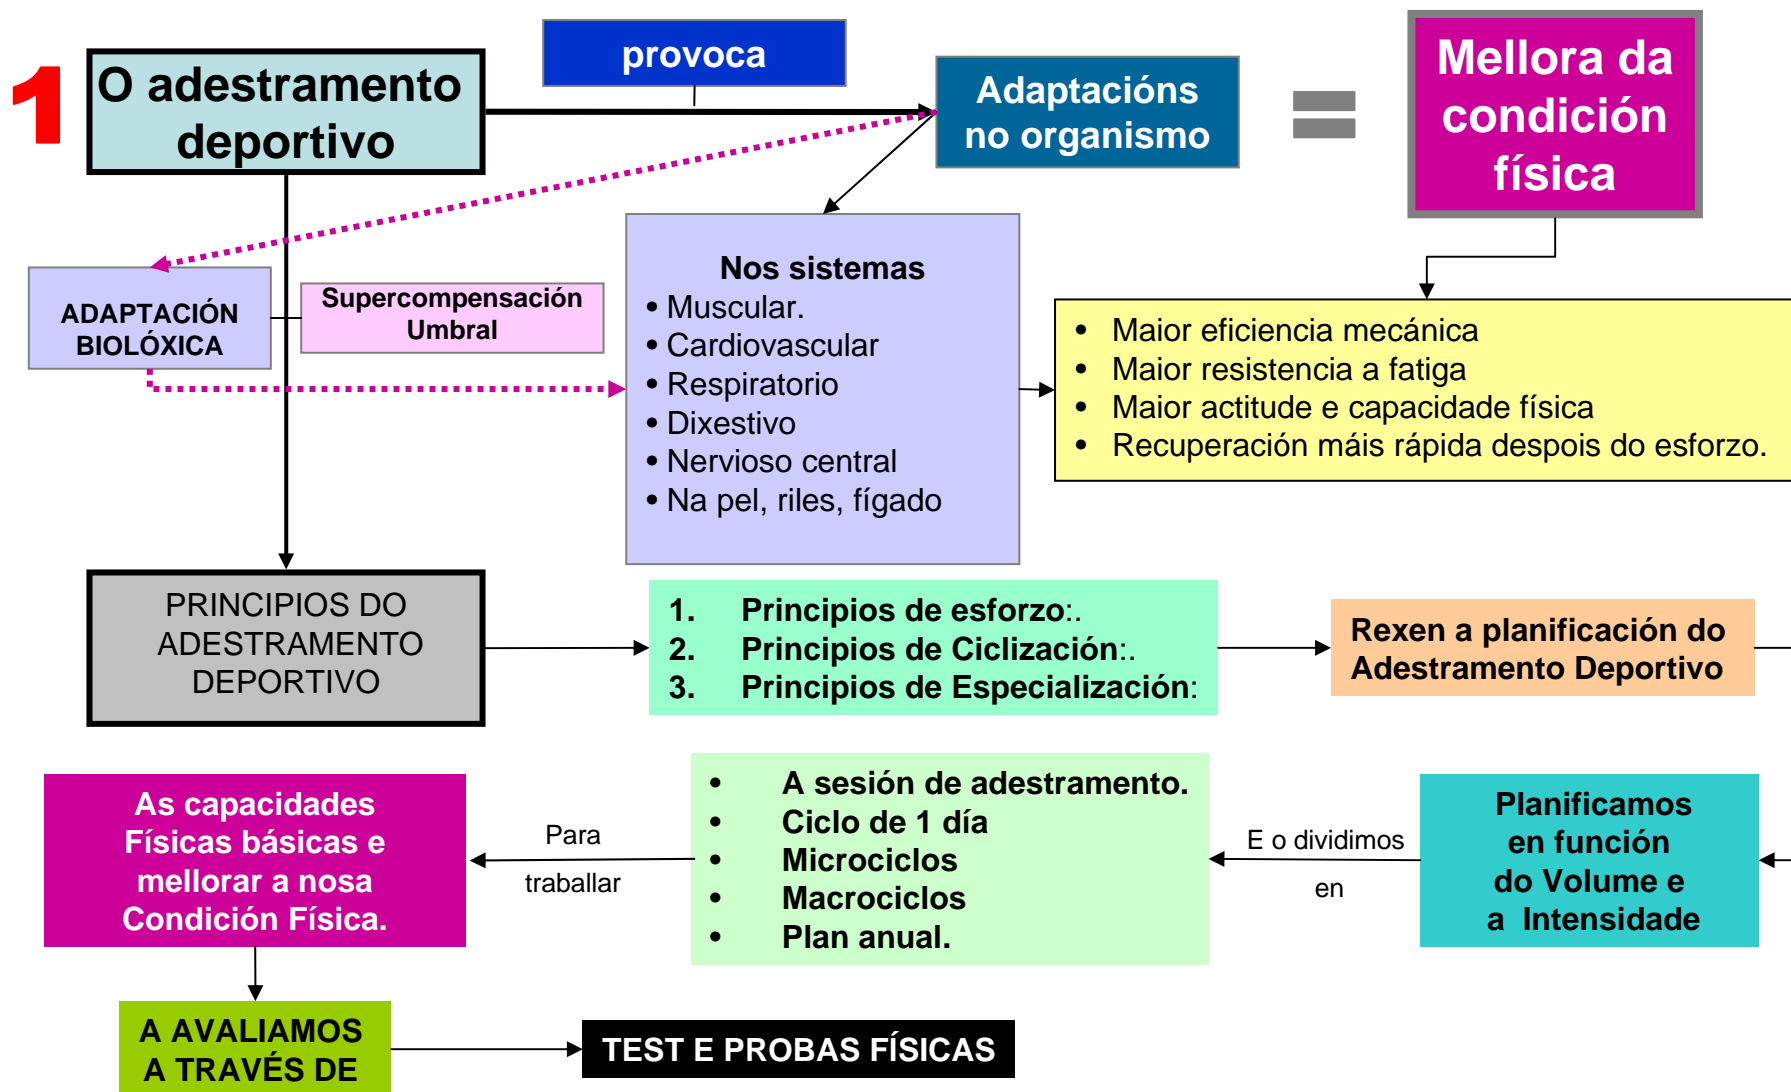 1
O adestramento
deportivo
provoca
Adaptacións
no organismo
=
Mellora da
condición
física
ADAPTACIÓN
BIOLÓXICA
Supercompensación
Umbral
Nos sistemas
• Muscular.
• Cardiovascular
• Respiratorio
• Dixestivo
• Nervioso central
• Na pel, riles, fígado
• Maior eficiencia mecánica
• Maior resistencia a fatiga
• Maior actitude e capacidade física
• Recuperación máis rápida despois do esforzo.
PRINCIPIOS DO
ADESTRAMENTO
DEPORTIVO
1. Principios de esforzo:.
2. Principios de Ciclización:.
3. Principios de Especialización:
Rexen a planificación do
Adestramento Deportivo
Planificamos
en función
do Volume e
a Intensidade
E o dividimos
en
• A sesión de adestramento.
• Ciclo de 1 día
• Microciclos
• Macrociclos
• Plan anual.
Para
traballar
As capacidades
Físicas básicas e
mellorar a nosa
Condición Física.
A AVALIAMOS
A TRAVÉS DE
TEST E PROBAS FÍSICAS